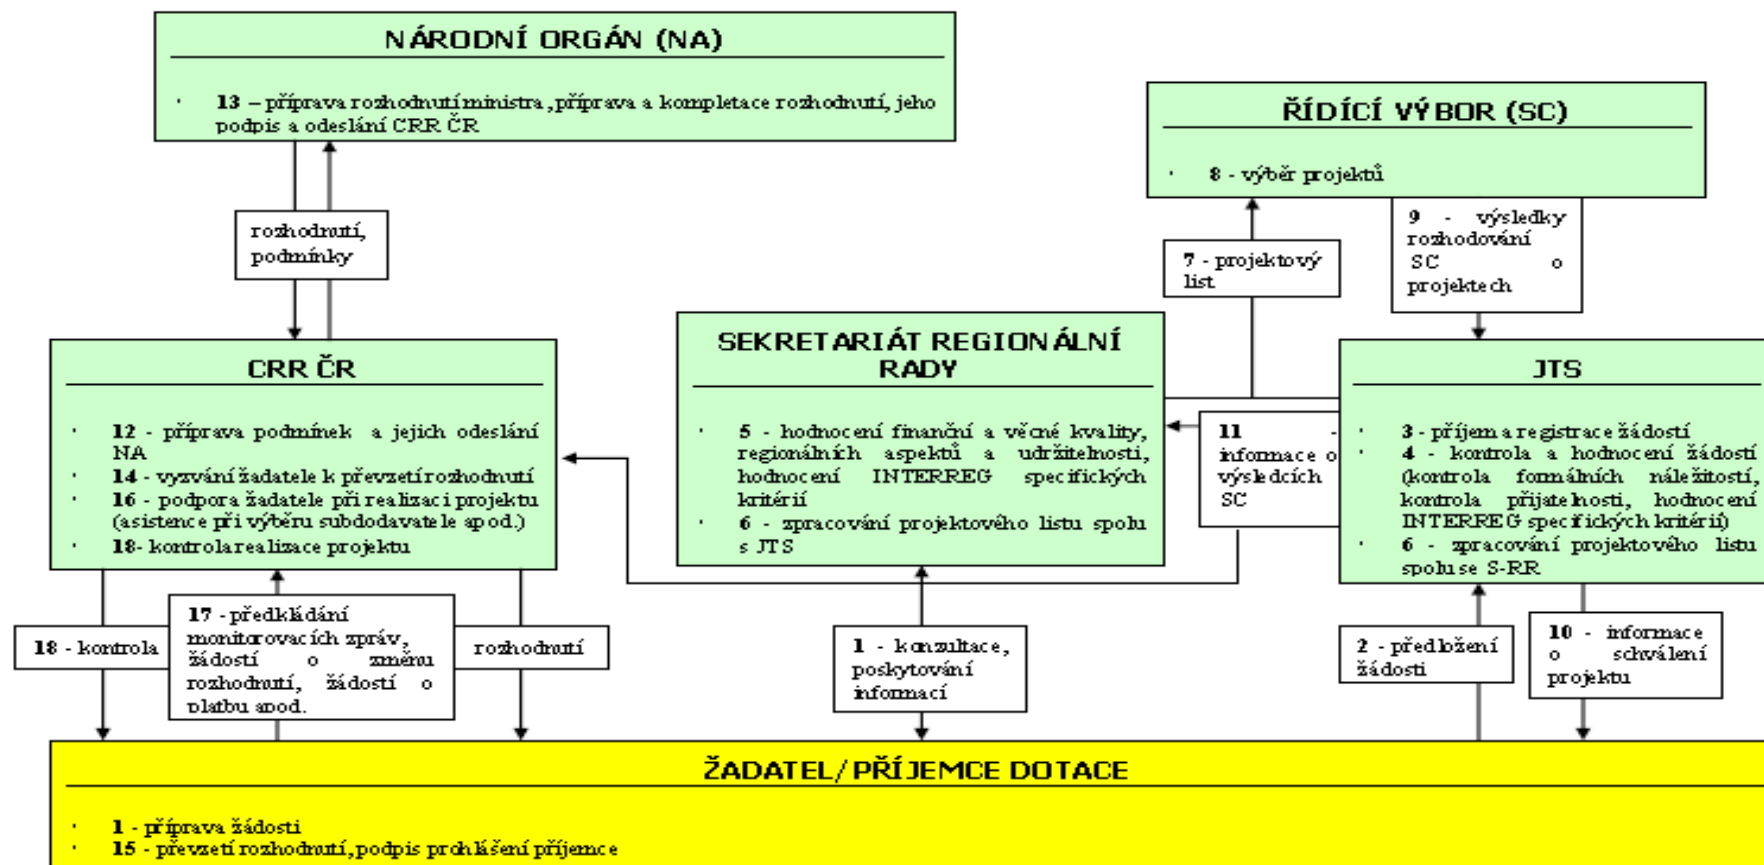 NÁRODNÍ ORGÁN (NA)
· 13 – příprava rozhodnutí ministra, příprava a kompletace rozhodnutí, jeho
podpis a odeslání CRR ČR
ŘÍDÍCÍ VÝBOR (SC)
· 8 - výběr projektů
rozhodnutí,
podmínky
7 - projektový
list
9 - výsledky
rozhodování
SC o
projektech
CRR ČR
· 12 - příprava podmínek a jejich odeslání
NA
· 14 - vyzvání žadatele k převzetí rozhodnutí
· 16 - podpora žadatele při realizaci projektu
(asistence při výběru subdodavatele apod.)
· 18- kontrola realizace projektu
SEKRETARIÁT REGIONÁLNÍ
RADY
· 5 - hodnocení finanční a věcné kvality,
regionálních aspektů a udržitelnosti,
hodnocení INTERREG specifických
kritérií
· 6 - zpracování projektového listu spolu
s JTS
11 -
informace o
výsledcích
SC
JTS
· 3 - příjem a registrace žádostí
· 4 - kontrola a hodnocení žádostí
(kontrola formálních náležitostí,
kontrola přijatelnosti, hodnocení
INTERREG specifických kritérií)
· 6 - zpracování projektového listu
spolu se S-RR
18 - kontrola
17 - předkládání
monitorovacích zpráv,
žádostí o změnu
rozhodnutí, žádostí o
platbu apod.
rozhodnutí
1 - konzultace,
poskytování
informací
2 - předložení
žádosti
10 - informace
o schválení
projektu
ŽADATEL/PŘÍJEMCE DOTACE
· 1 - příprava žádosti
· 15 - převzetí rozhodnutí, podpis prohlášení příjemce